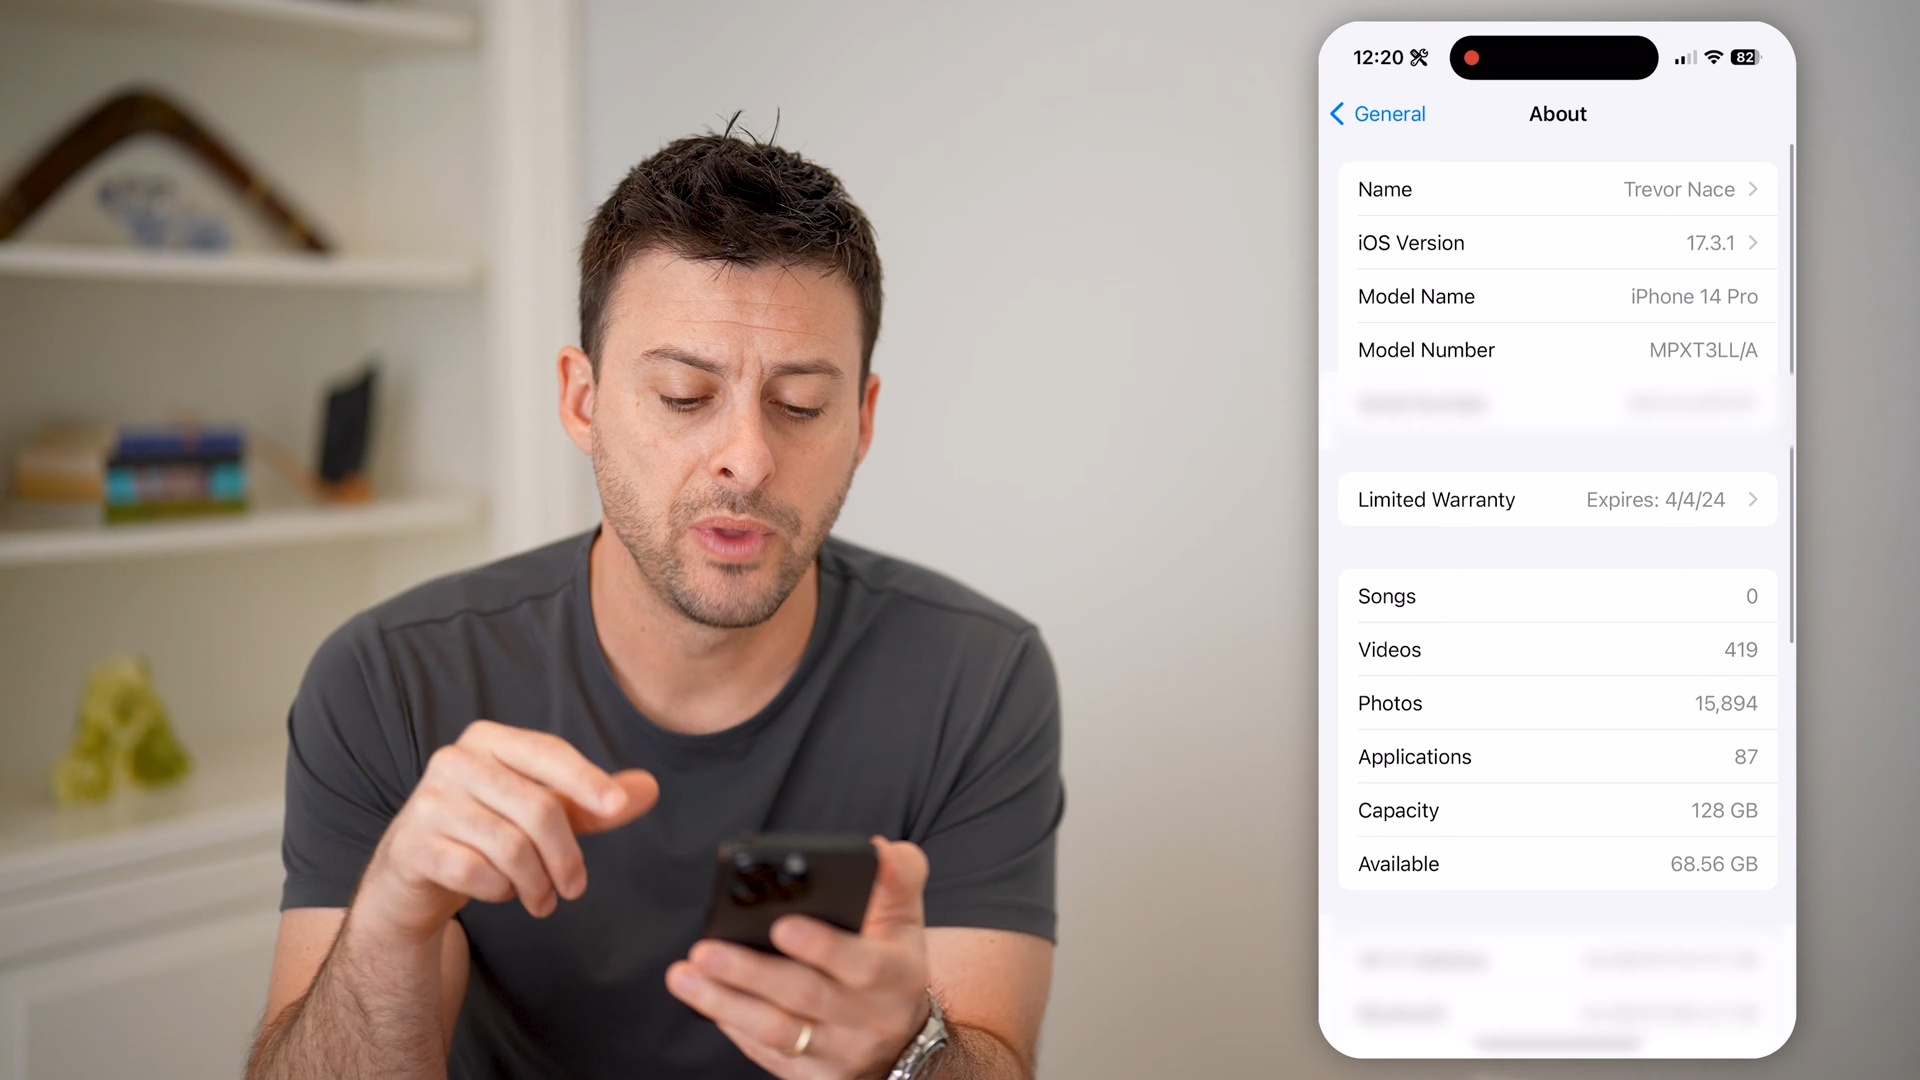 12:20
82
General
About
Name Trevor Nace
iOS Version 17.3.1
Model Name iPhone 14 Pro
Model Number MPXT3LL/A
Limited Warranty Expires: 4/4/24
Songs 0
Videos 419
Photos 15,894
Applications 87
Capacity 128 GB
Available 68.56 GB